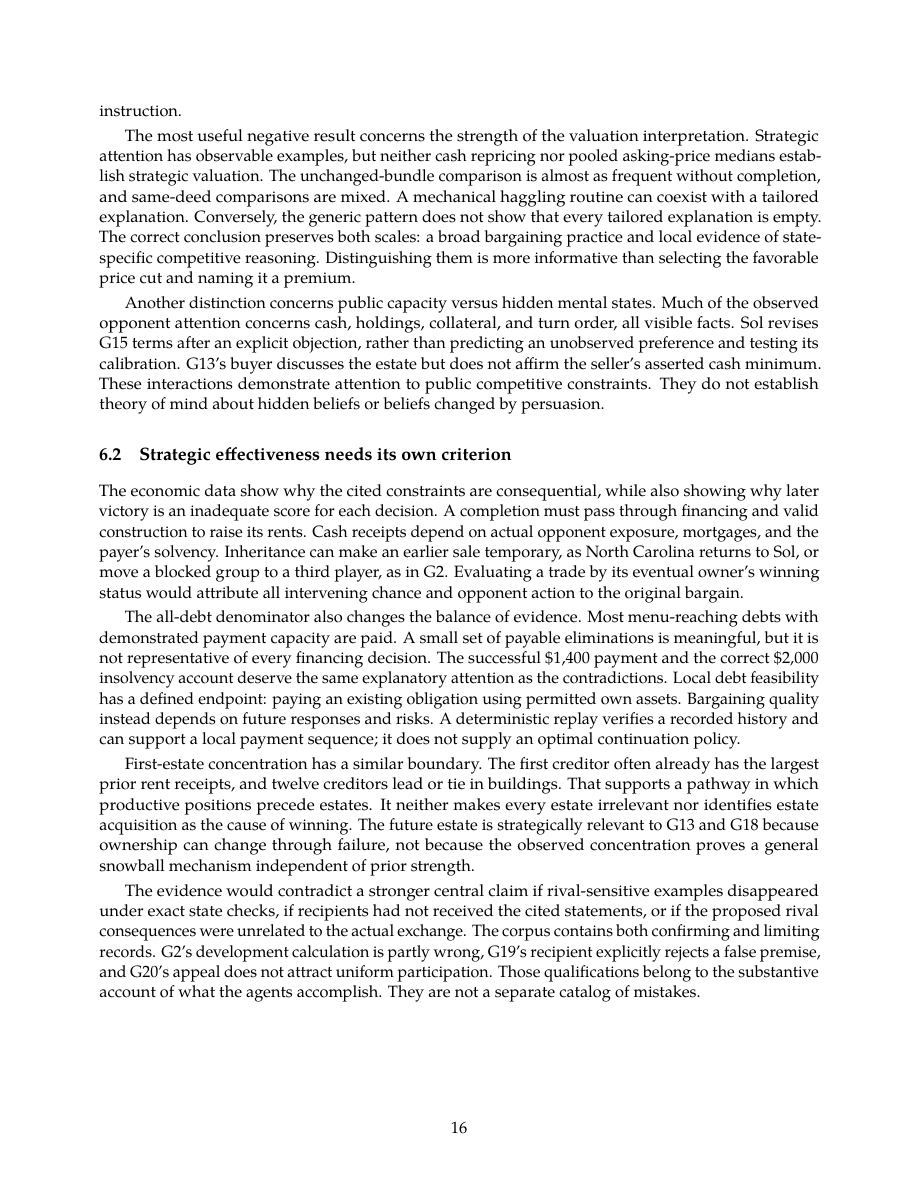 instruction.
The most useful negative result concerns the strength of the valuation interpretation. Strategic
attention has observable examples, but neither cash repricing nor pooled asking-price medians estab-
lish strategic valuation. The unchanged-bundle comparison is almost as frequent without completion,
and same-deed comparisons are mixed. A mechanical haggling routine can coexist with a tailored
explanation. Conversely, the generic pattern does not show that every tailored explanation is empty.
The correct conclusion preserves both scales: a broad bargaining practice and local evidence of state-
specific competitive reasoning. Distinguishing them is more informative than selecting the favorable
price cut and naming it a premium.
Another distinction concerns public capacity versus hidden mental states. Much of the observed
opponent attention concerns cash, holdings, collateral, and turn order, all visible facts. Sol revises
G15 terms after an explicit objection, rather than predicting an unobserved preference and testing its
calibration. G13's buyer discusses the estate but does not affirm the seller's asserted cash minimum.
These interactions demonstrate attention to public competitive constraints. They do not establish
theory of mind about hidden beliefs or beliefs changed by persuasion.
6.2 Strategic effectiveness needs its own criterion
The economic data show why the cited constraints are consequential, while also showing why later
victory is an inadequate score for each decision. A completion must pass through financing and valid
construction to raise its rents. Cash receipts depend on actual opponent exposure, mortgages, and the
payer's solvency. Inheritance can make an earlier sale temporary, as North Carolina returns to Sol, or
move a blocked group to a third player, as in G2. Evaluating a trade by its eventual owner's winning
status would attribute all intervening chance and opponent action to the original bargain.
The all-debt denominator also changes the balance of evidence. Most menu-reaching debts with
demonstrated payment capacity are paid. A small set of payable eliminations is meaningful, but it is
not representative of every financing decision. The successful $1,400 payment and the correct $2,000
insolvency account deserve the same explanatory attention as the contradictions. Local debt feasibility
has a defined endpoint: paying an existing obligation using permitted own assets. Bargaining quality
instead depends on future responses and risks. A deterministic replay verifies a recorded history and
can support a local payment sequence; it does not supply an optimal continuation policy.
First-estate concentration has a similar boundary. The first creditor often already has the largest
prior rent receipts, and twelve creditors lead or tie in buildings. That supports a pathway in which
productive positions precede estates. It neither makes every estate irrelevant nor identifies estate
acquisition as the cause of winning. The future estate is strategically relevant to G13 and G18 because
ownership can change through failure, not because the observed concentration proves a general
snowball mechanism independent of prior strength.
The evidence would contradict a stronger central claim if rival-sensitive examples disappeared
under exact state checks, if recipients had not received the cited statements, or if the proposed rival
consequences were unrelated to the actual exchange. The corpus contains both confirming and limiting
records. G2's development calculation is partly wrong, G19's recipient explicitly rejects a false premise,
and G20's appeal does not attract uniform participation. Those qualifications belong to the substantive
account of what the agents accomplish. They are not a separate catalog of mistakes.
16